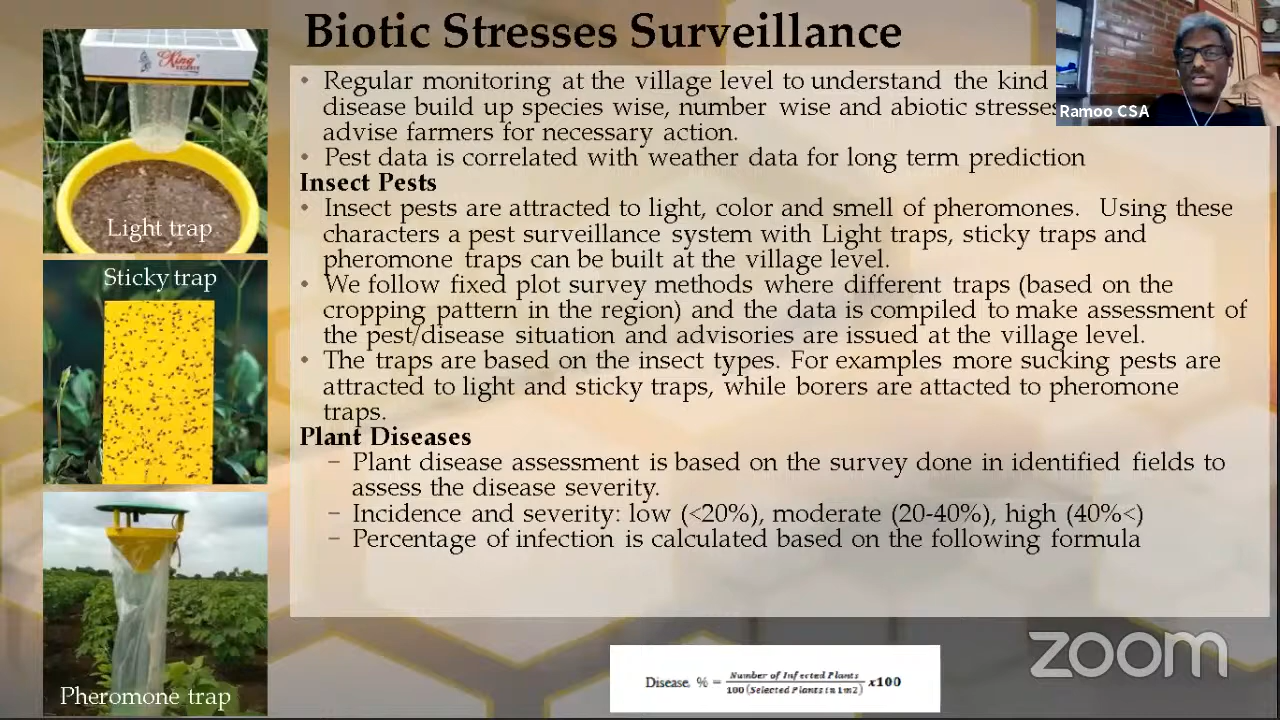 Biotic Stresses Surveillance
• Regular monitoring at the village level to understand the kind
disease build up species wise, number wise and abiotic stresses
advise farmers for necessary action.
• Pest data is correlated with weather data for long term prediction
Insect Pests
• Insect pests are attracted to light, color and smell of pheromones. Using these
characters a pest surveillance system with Light traps, sticky traps and
pheromone traps can be built at the village level.
• We follow fixed plot survey methods where different traps (based on the
cropping pattern in the region) and the data is compiled to make assessment of
the pest/disease situation and advisories are issued at the village level.
• The traps are based on the insect types. For examples more sucking pests are
attracted to light and sticky traps, while borers are attacted to pheromone
traps.
Plant Diseases
– Plant disease assessment is based on the survey done in identified fields to
assess the disease severity.
– Incidence and severity: low (<20%), moderate (20-40%), high (40%<)
– Percentage of infection is calculated based on the following formula
Disease, % = Number of Infected Plants
100 (Selected Plants in 1m2) x100
King
Light trap
Sticky trap
Pheromone trap
Ramoo CSA
zoom